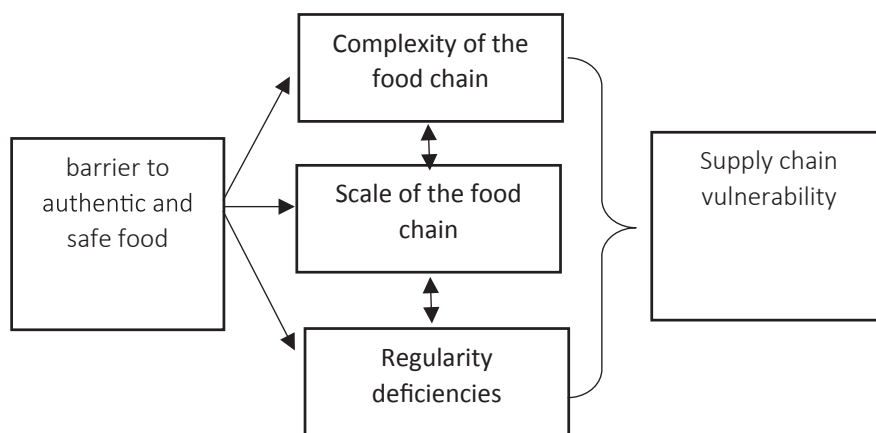 Complexity of the
food chain
barrier to
authentic and
safe food
Scale of the food
chain
Supply chain
vulnerability
Regularity
deficiencies